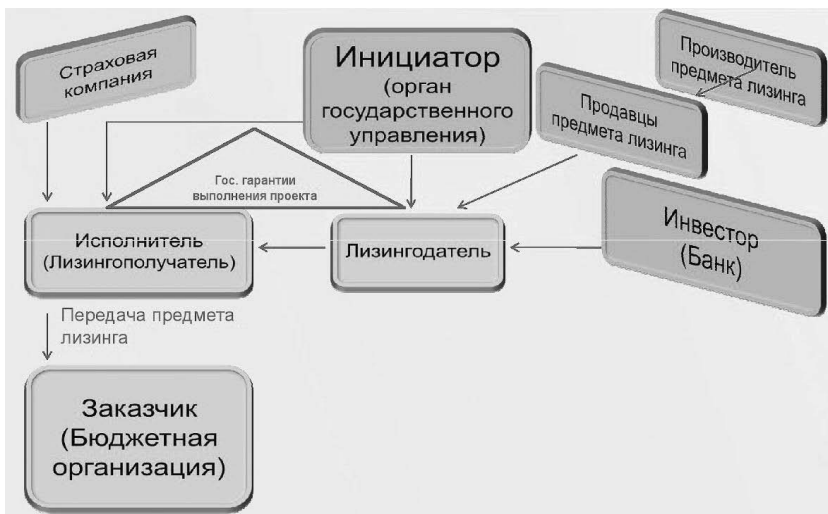 Страховая
компания
Инициатор
(орган
государственного
управления)
Производитель
предмета лизинга
Продавцы
предмета лизинга
Гос. гарантии
выполнения проекта
Исполнитель
(Лизингополучатель)
Лизингодатель
Инвестор
(Банк)
Передача предмета
лизинга
Заказчик
(Бюджетная
организация)